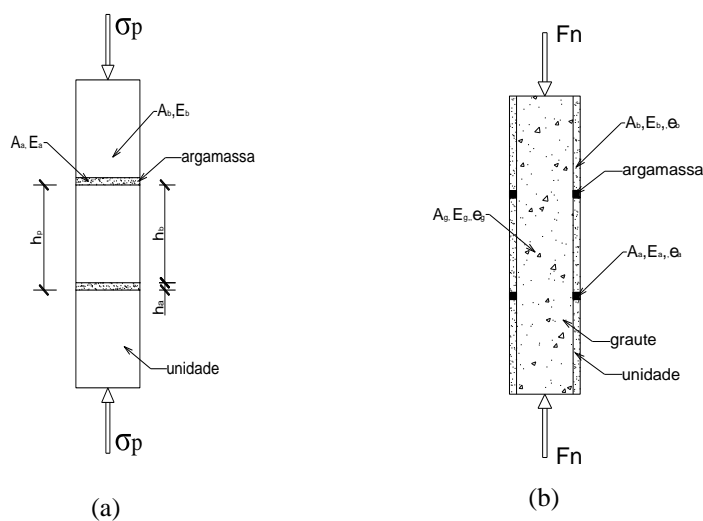 σp
Ab,Eb
Aa,Ea
argamassa
hp
hb
ha
unidade
σp
(a)
Fn
Ab,Eb,,eb
argamassa
Ag,Eg,,eg
Aa,Ea,,ea
graute
unidade
Fn
(b)